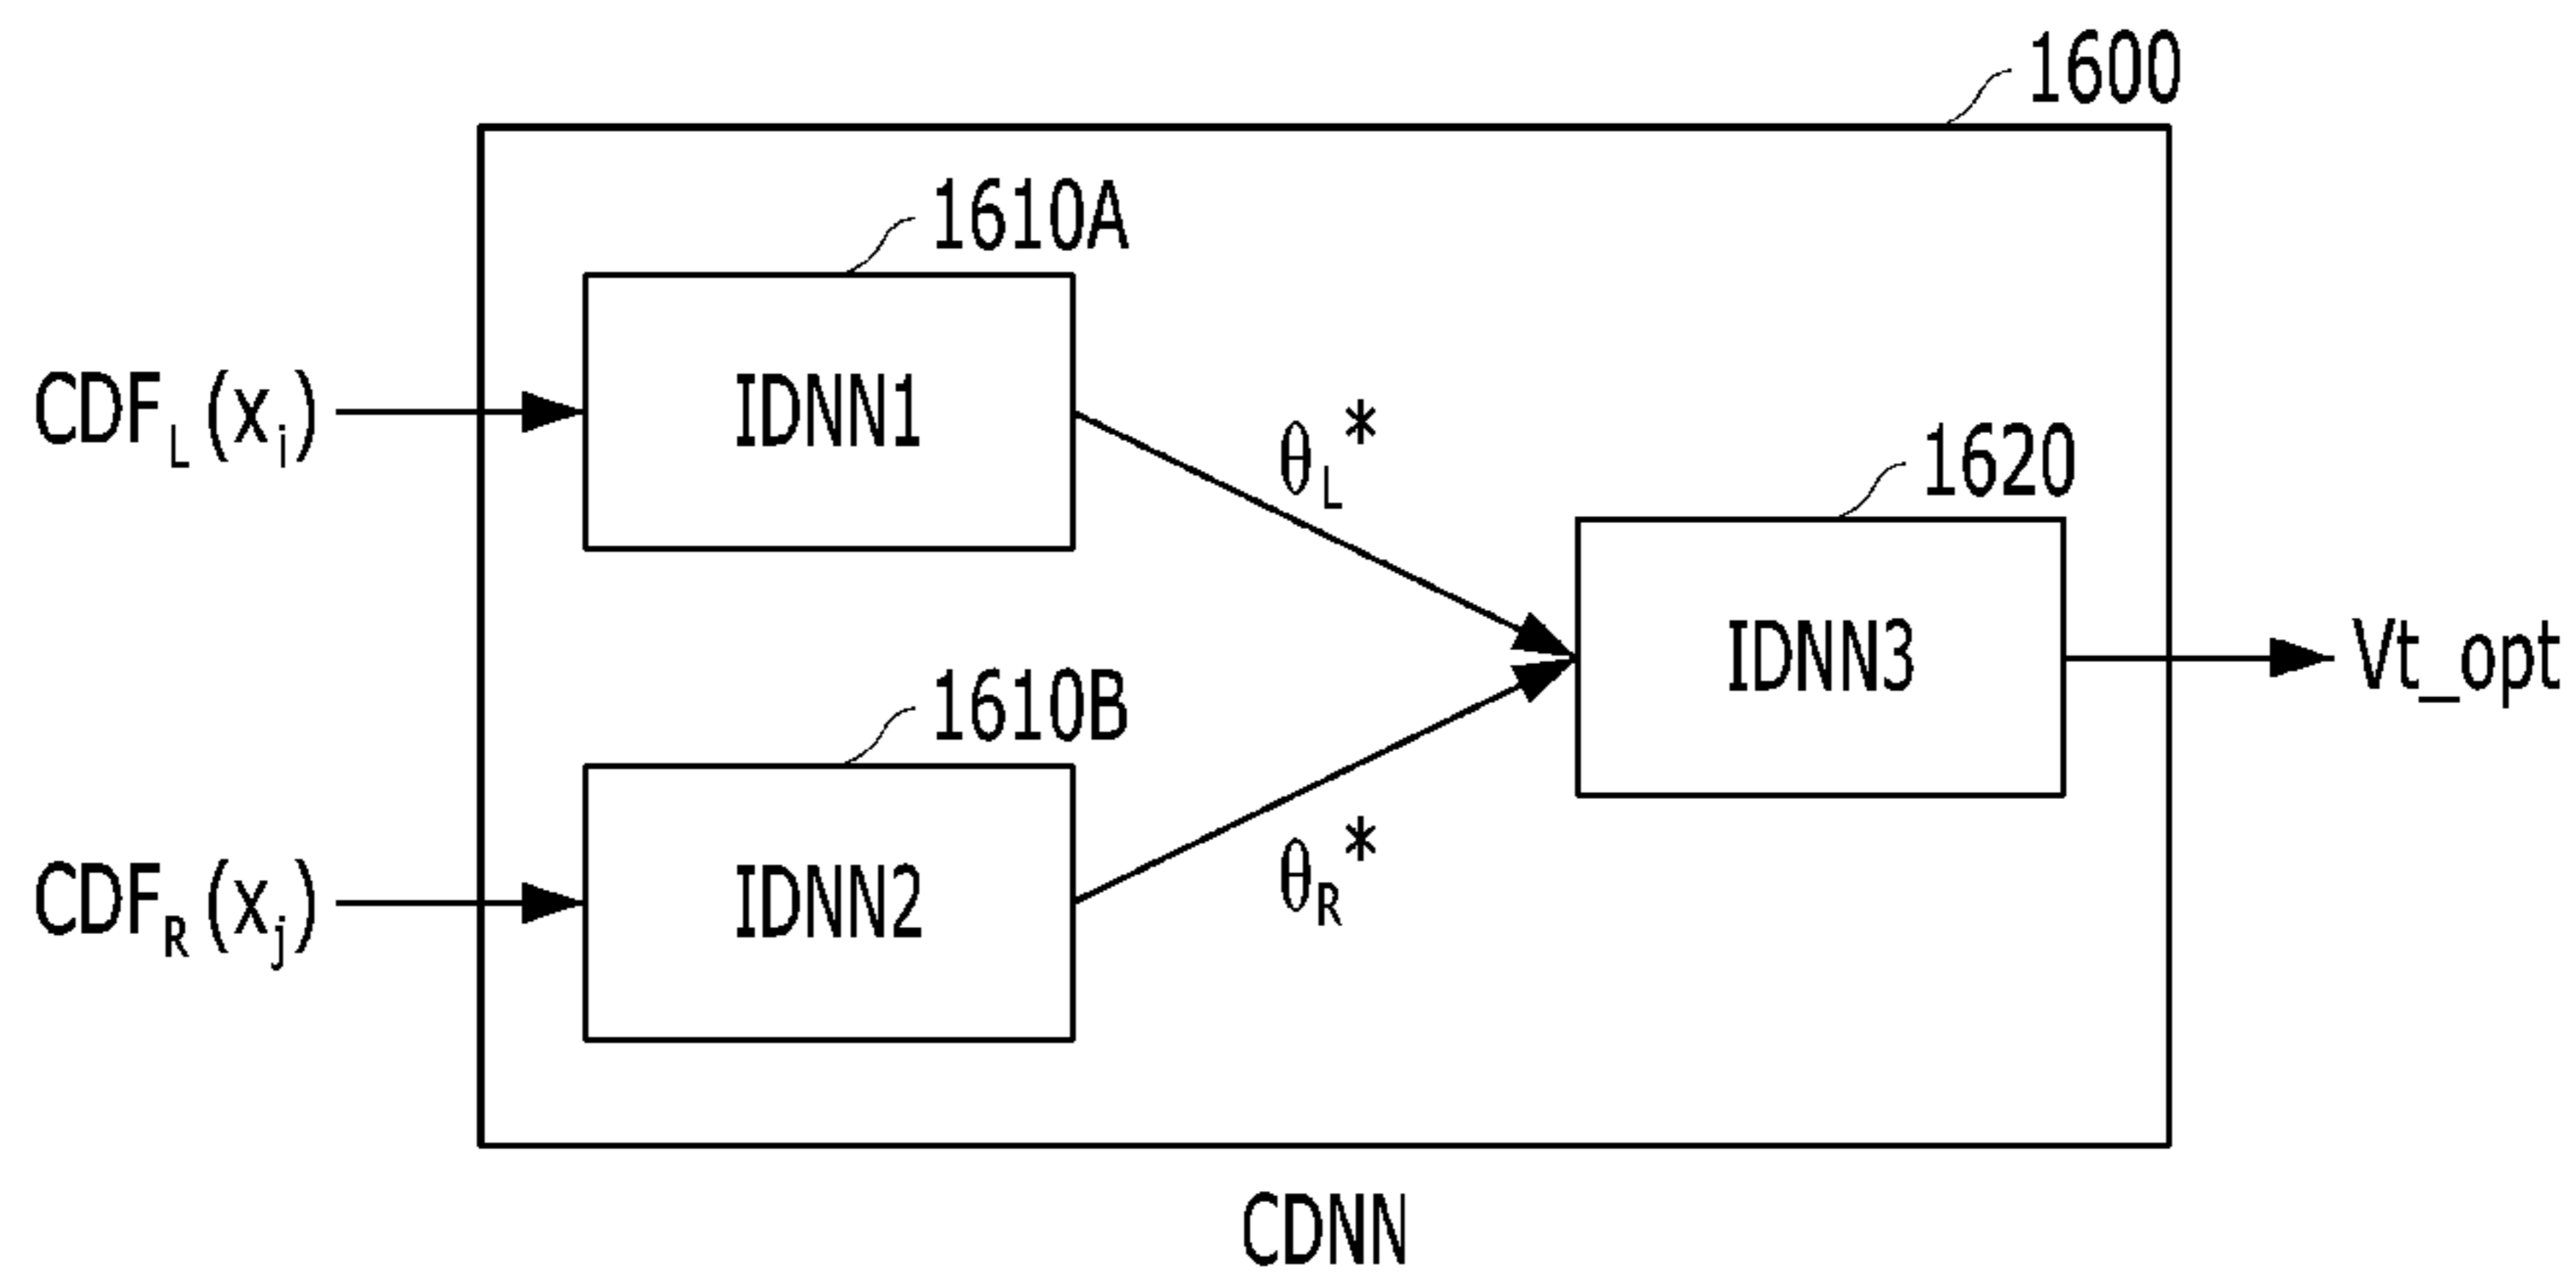 1600
1610A
CDF_L(x_i)
IDNN1
θ_L*
1620
IDNN3
Vt_opt
1610B
CDF_R(x_j)
IDNN2
θ_R*
CDNN